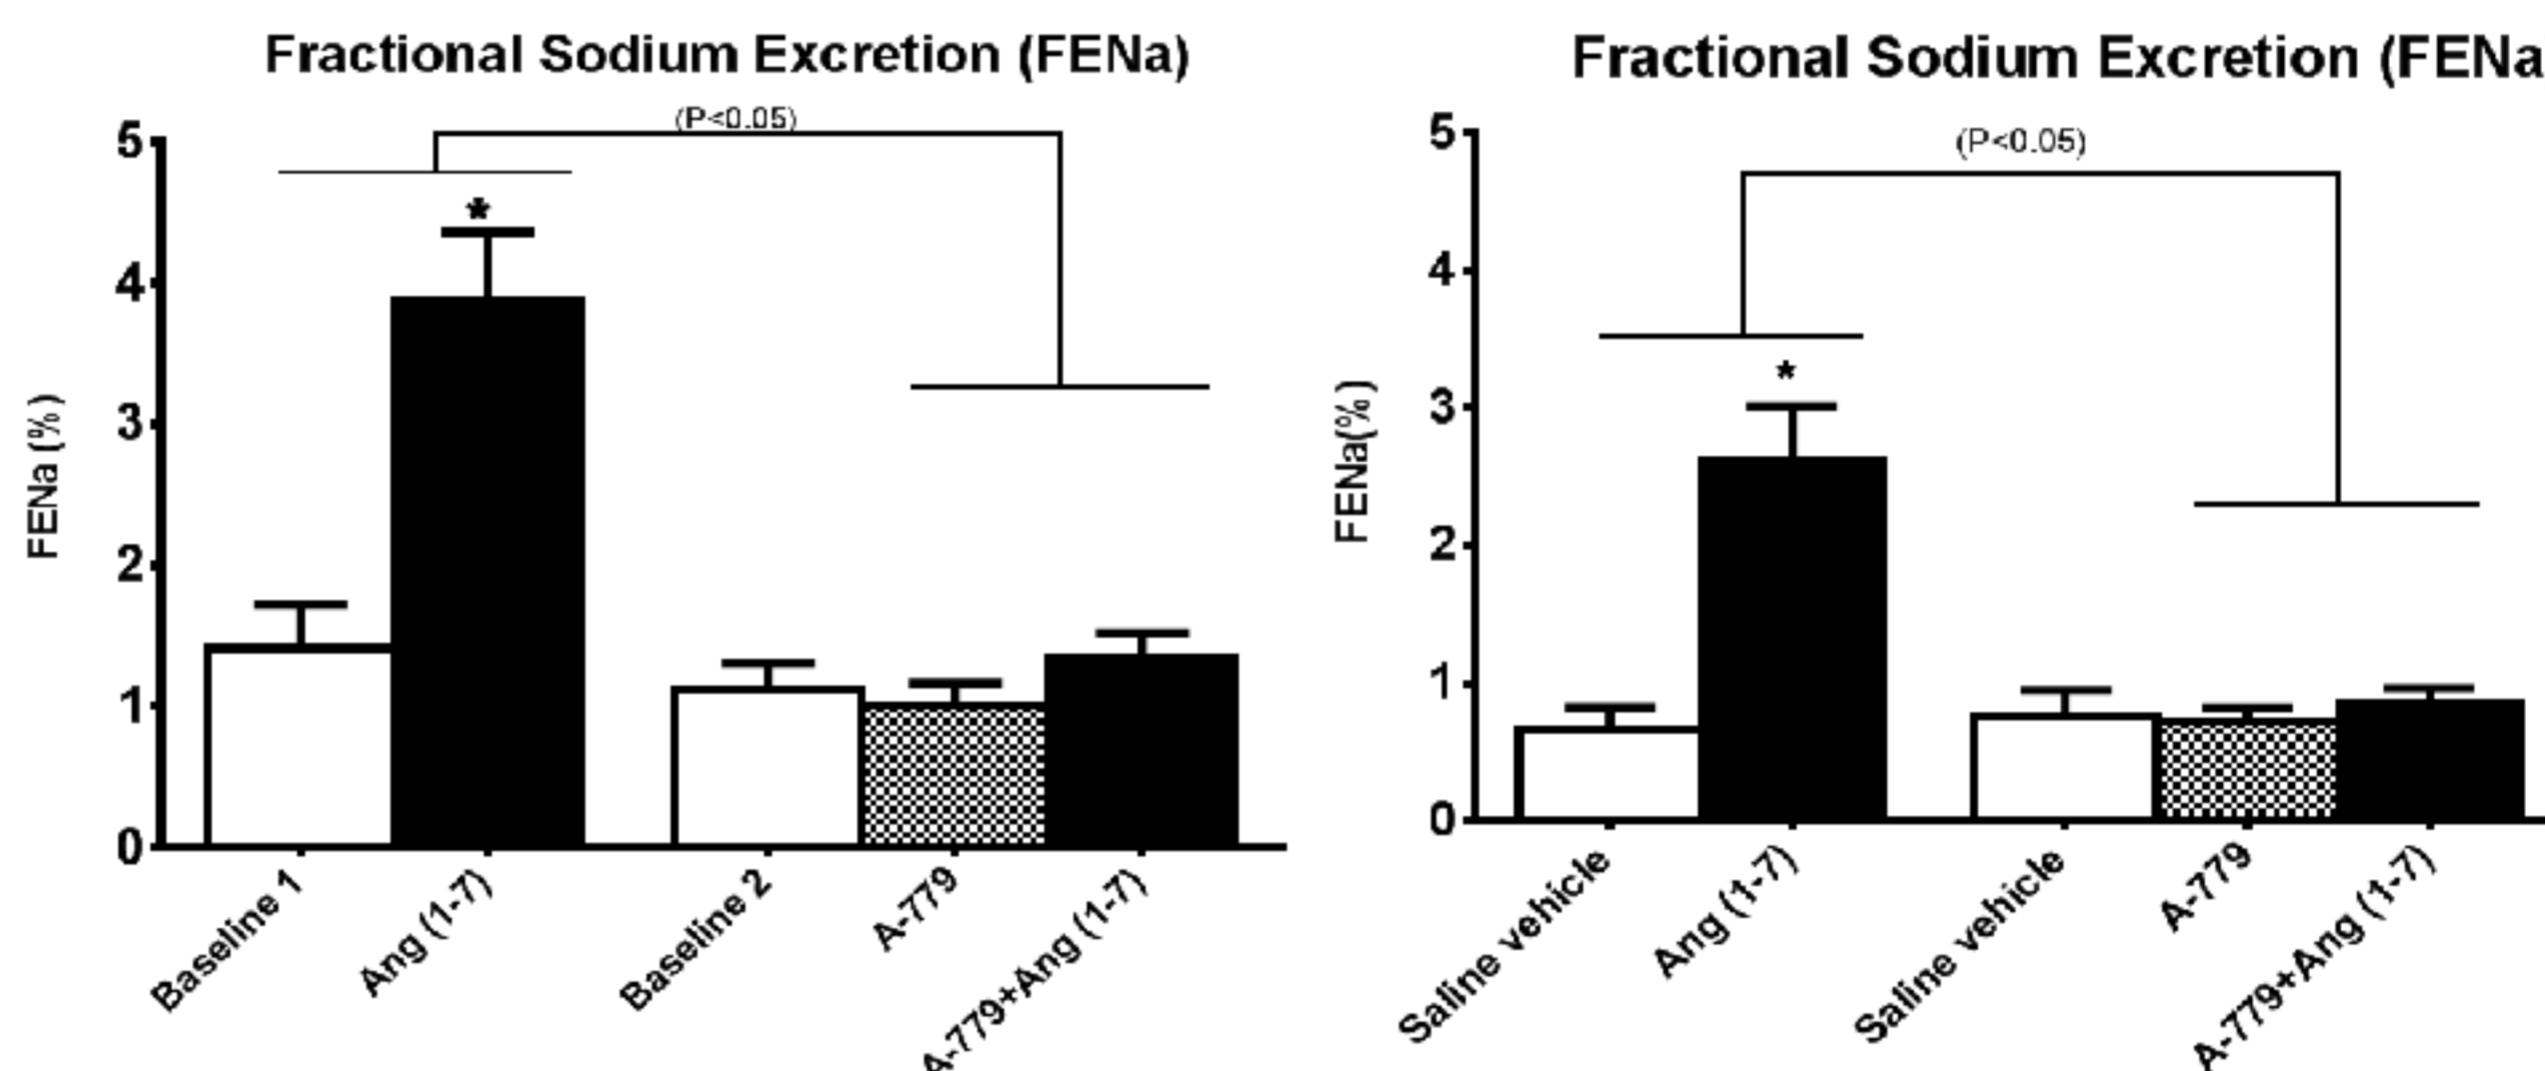 Fractional Sodium Excretion (FENa)
(P<0.05)
5
4
3
2
1
0
FENa (%)
*
Baseline 1
Ang (1-7)
Baseline 2
A-779
A-779+Ang (1-7)
Fractional Sodium Excretion (FENa
(P<0.05)
5
4
3
2
1
0
FENa(%)
*
Saline vehicle
Ang (1-7)
Saline vehicle
A-779
A-779+Ang (1-7)